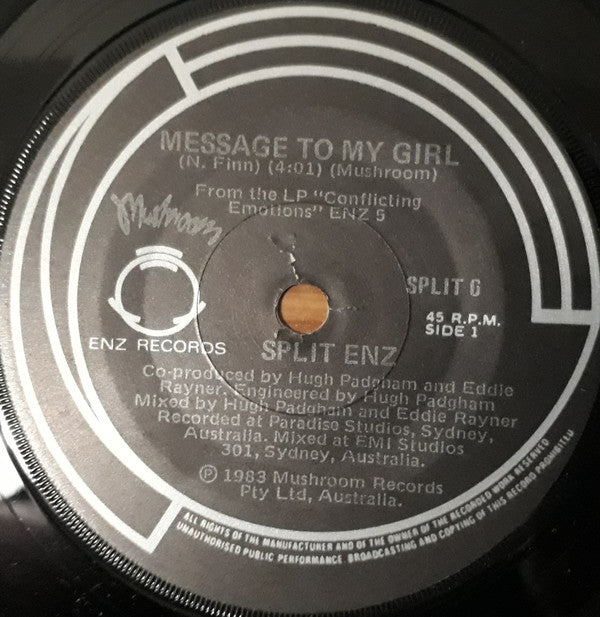 MESSAGE TO MY GIRL
(N. Finn) (4:01) (Mushroom)
From the LP "Conflicting
Emotions" ENZ 5
Mushroom
SPLIT 6
45 R.P.M.
SIDE 1
ENZ RECORDS
SPLIT ENZ
Co-produced by Hugh Padgham and Eddie
Rayner. Engineered by Hugh Padgham
Mixed by Hugh Padgham and Eddie Rayner
Recorded at Paradise Studios, Sydney,
Australia. Mixed at EMI Studios
301, Sydney, Australia.
℗ 1983 Mushroom Records
Pty Ltd, Australia.
ALL RIGHTS OF THE MANUFACTURER AND OF THE OWNER OF THE RECORDED WORK RESERVED
UNAUTHORISED PUBLIC PERFORMANCE. BROADCASTING AND COPYING OF THIS RECORD PROHIBITED